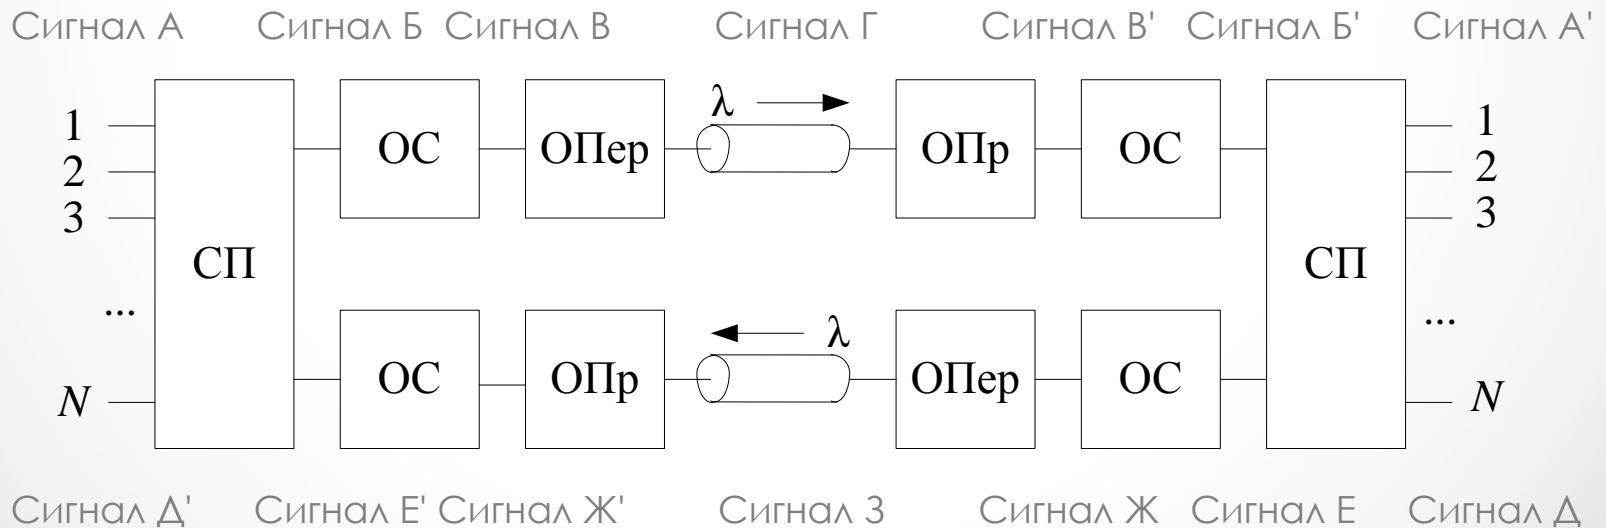 Сигнал А Сигнал Б Сигнал В Сигнал Г Сигнал В' Сигнал Б' Сигнал А'
λ
1 ОС ОПер ОПр ОС 1
2 2
3 3
СП СП
... ...
λ
ОС ОПр ОПер ОС
N N
Сигнал Д' Сигнал Е' Сигнал Ж' Сигнал З Сигнал Ж Сигнал Е Сигнал Д